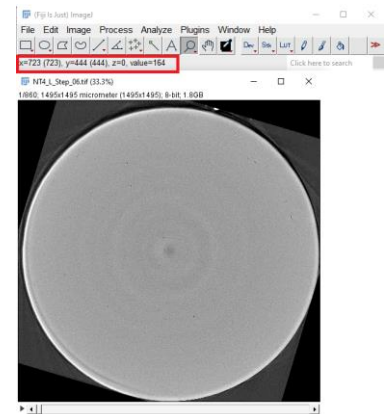 (Fiji Is Just) ImageJ
File Edit Image Process Analyze Plugins Window Help
A Dev Stk LUT
x=723 (723), y=444 (444), z=0, value=164
Click here to search
NT4_L_Step_06.tif (33.3%)
1/860; 1495x1495 micrometer (1495x1495); 8-bit; 1.8GB